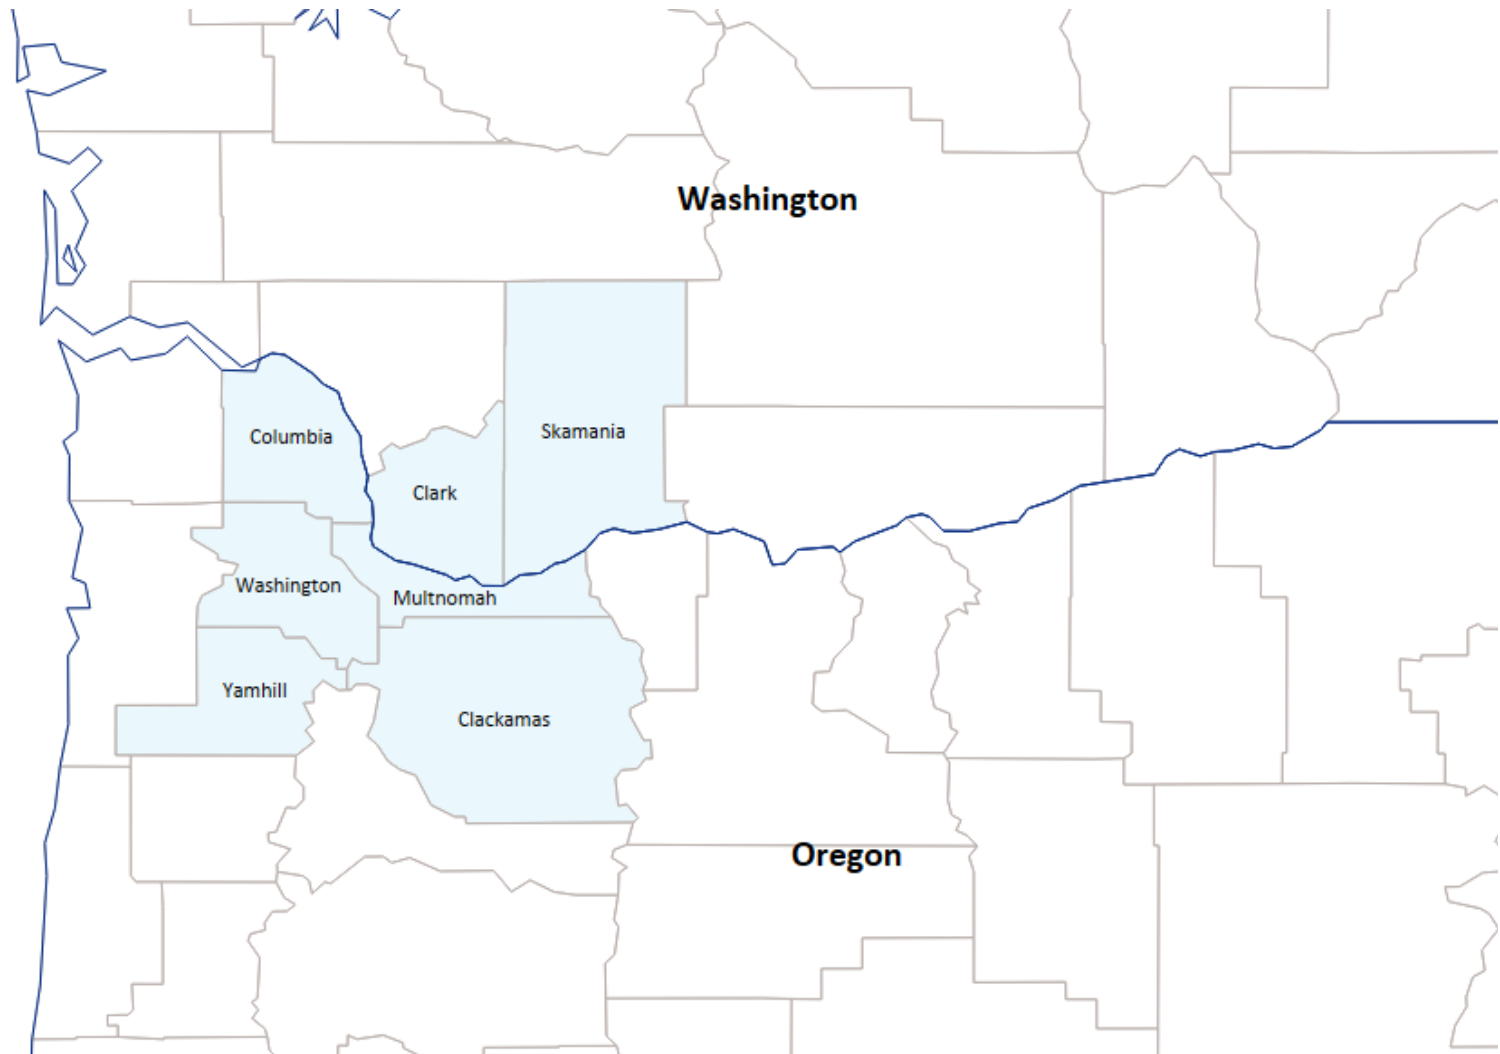 Washington
Skamania
Columbia
Clark
Washington
Multnomah
Yamhill
Clackamas
Oregon